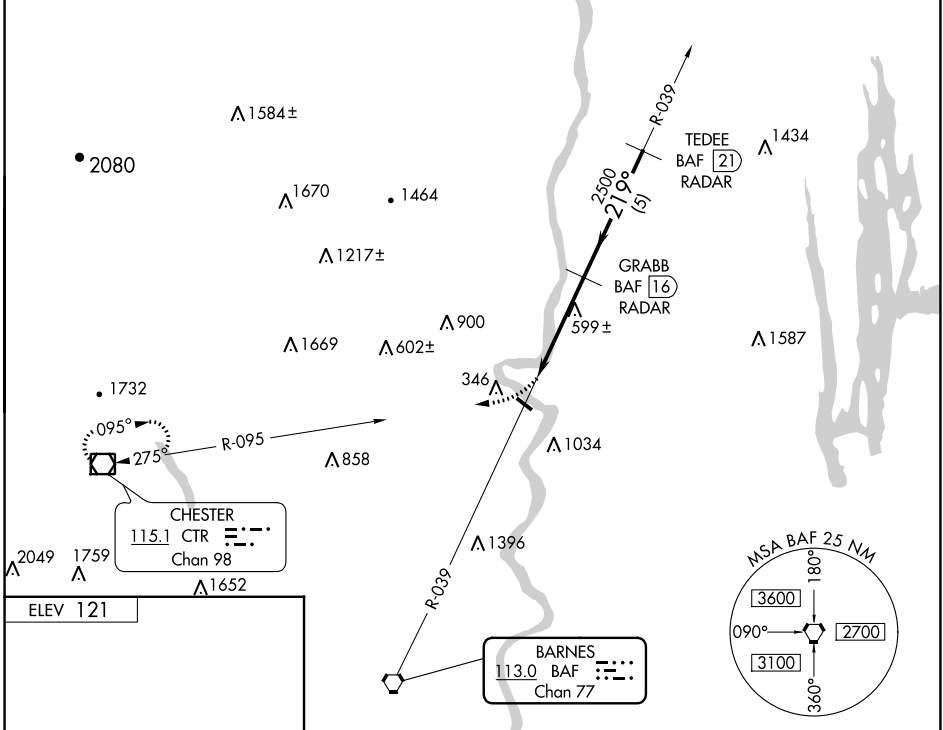 R-039
1584±
1434
TEDEE
BAF 21
RADAR
2080
2500
219°
(5)
1670
1464
1217±
GRABB
BAF 16
RADAR
599±
900
1587
1669
602±
346
1732
095°
R-095
275°
858
1034
CHESTER
115.1 CTR
Chan 98
1396
MSA BAF 25 NM
180°
2049
1759
1652
3600
R-039
ELEV 121
090°
2700
3100
360°
BARNES
113.0 BAF
Chan 77